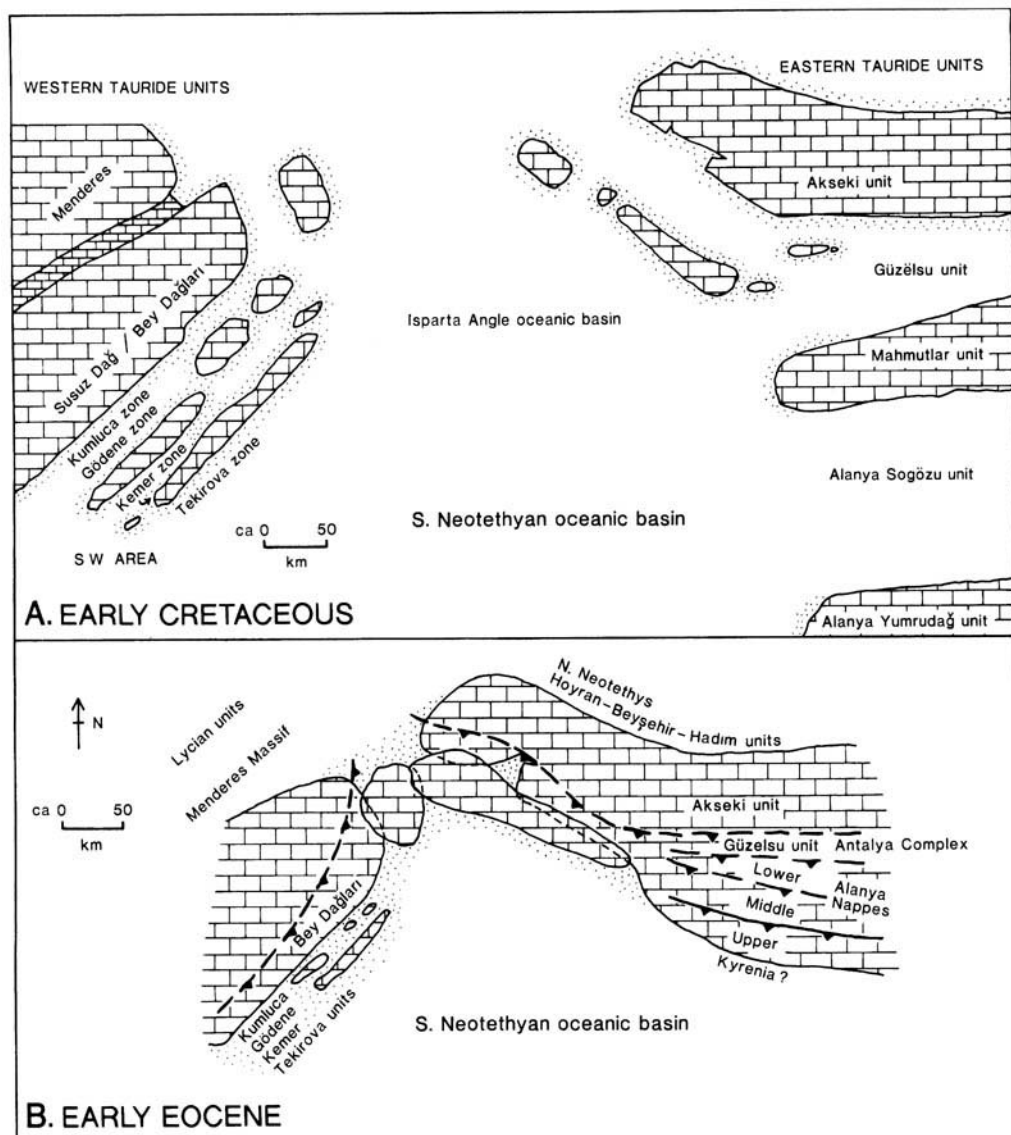 WESTERN TAURIDE UNITS
EASTERN TAURIDE UNITS
Menderes
Akseki unit
Güzëlsu unit
Susuz Dağ / Bey Dağları
Isparta Angle oceanic basin
Mahmutlar unit
Kumluca zone
Gödene zone
Kemer zone
Tekirova zone
Alanya Sogözu unit
S. Neotethyan oceanic basin
ca 0 50
km
SW AREA
A. EARLY CRETACEOUS
Alanya Yumrudağ unit
N
Lycian units
Menderes Massif
N. Neotethys
Hoyran-Beyşehir-Hadım units
ca 0 50
km
Akseki unit
Güzelsu unit
Antalya Complex
Lower
Alanya
Nappes
Middle
Upper
Kyrenia ?
Bey Dağları
Kumluca
Gödene
Kemer
Tekirova units
S. Neotethyan oceanic basin
B. EARLY EOCENE